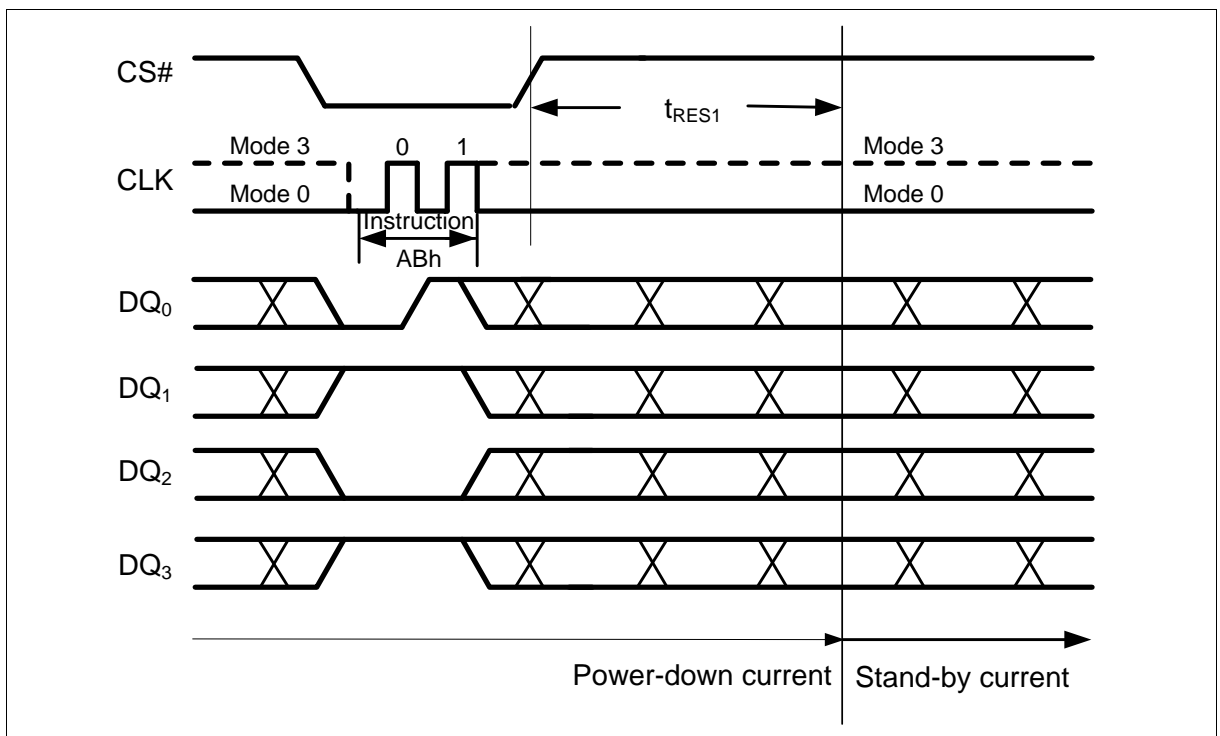 CS#
tRES1
Mode 3 0 1 Mode 3
CLK
Mode 0 Mode 0
Instruction
ABh
DQ0
DQ1
DQ2
DQ3
Power-down current Stand-by current